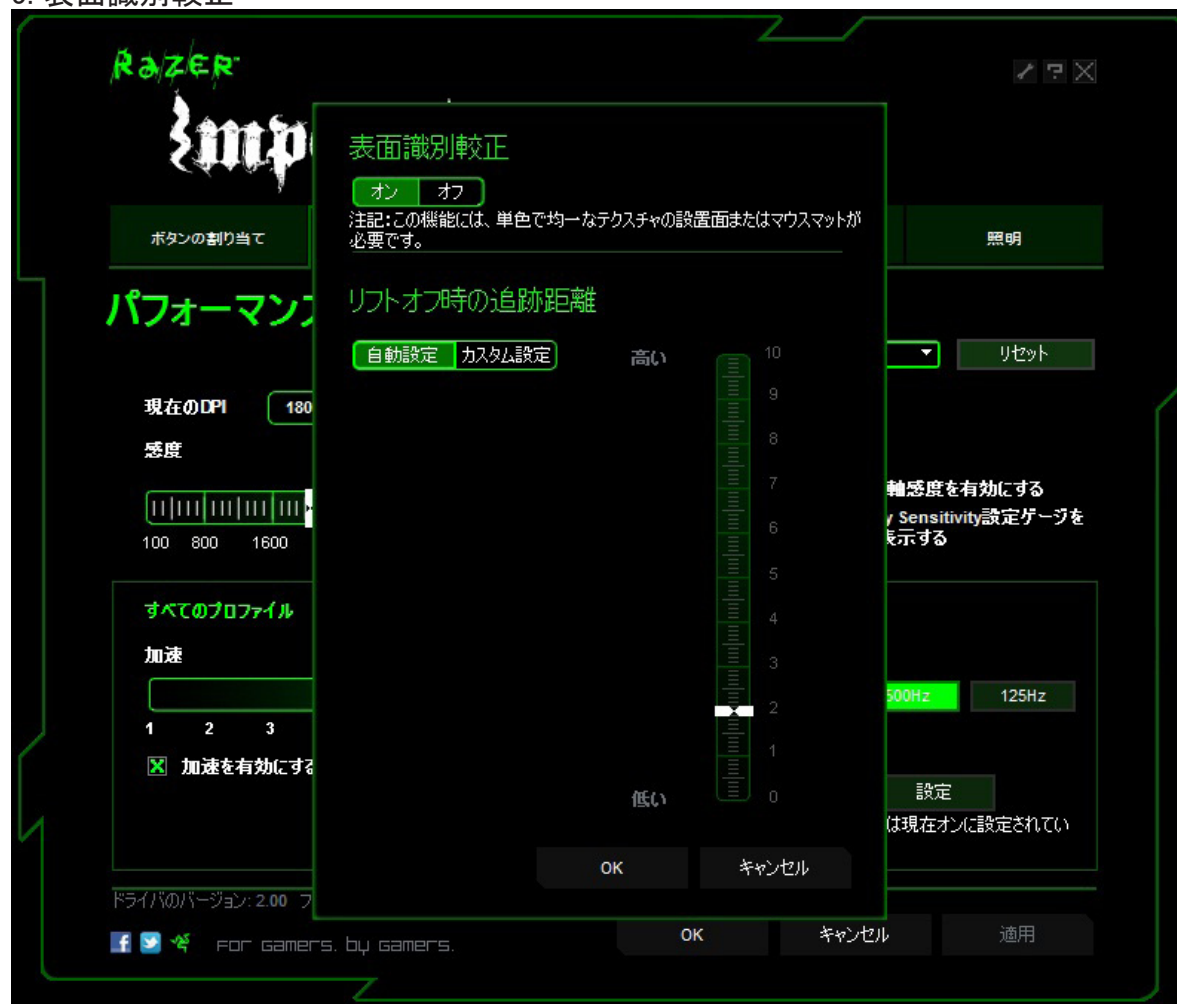 表面識別較正
RAZER™
Imp
表面識別較正
オン オフ
注記:この機能には、単色で均一なテクスチャの設置面またはマウスマットが
必要です。
ボタンの割り当て
照明
リフトオフ時の追跡距離
パフォーマンス
自動設定 カスタム設定
高い
10
9
8
7
6
5
4
3
2
1
0
低い
リセット
現在のDPI 180
感度
100 800 1600
軸感度を有効にする
y Sensitivity設定ゲージを
表示する
すべてのプロファイル
加速
1 2 3
加速を有効にする
500Hz 125Hz
設定
は現在オンに設定されてい
OK キャンセル
ドライバのバージョン: 2.00 フ
For Gamers. by Gamers.
OK キャンセル 適用